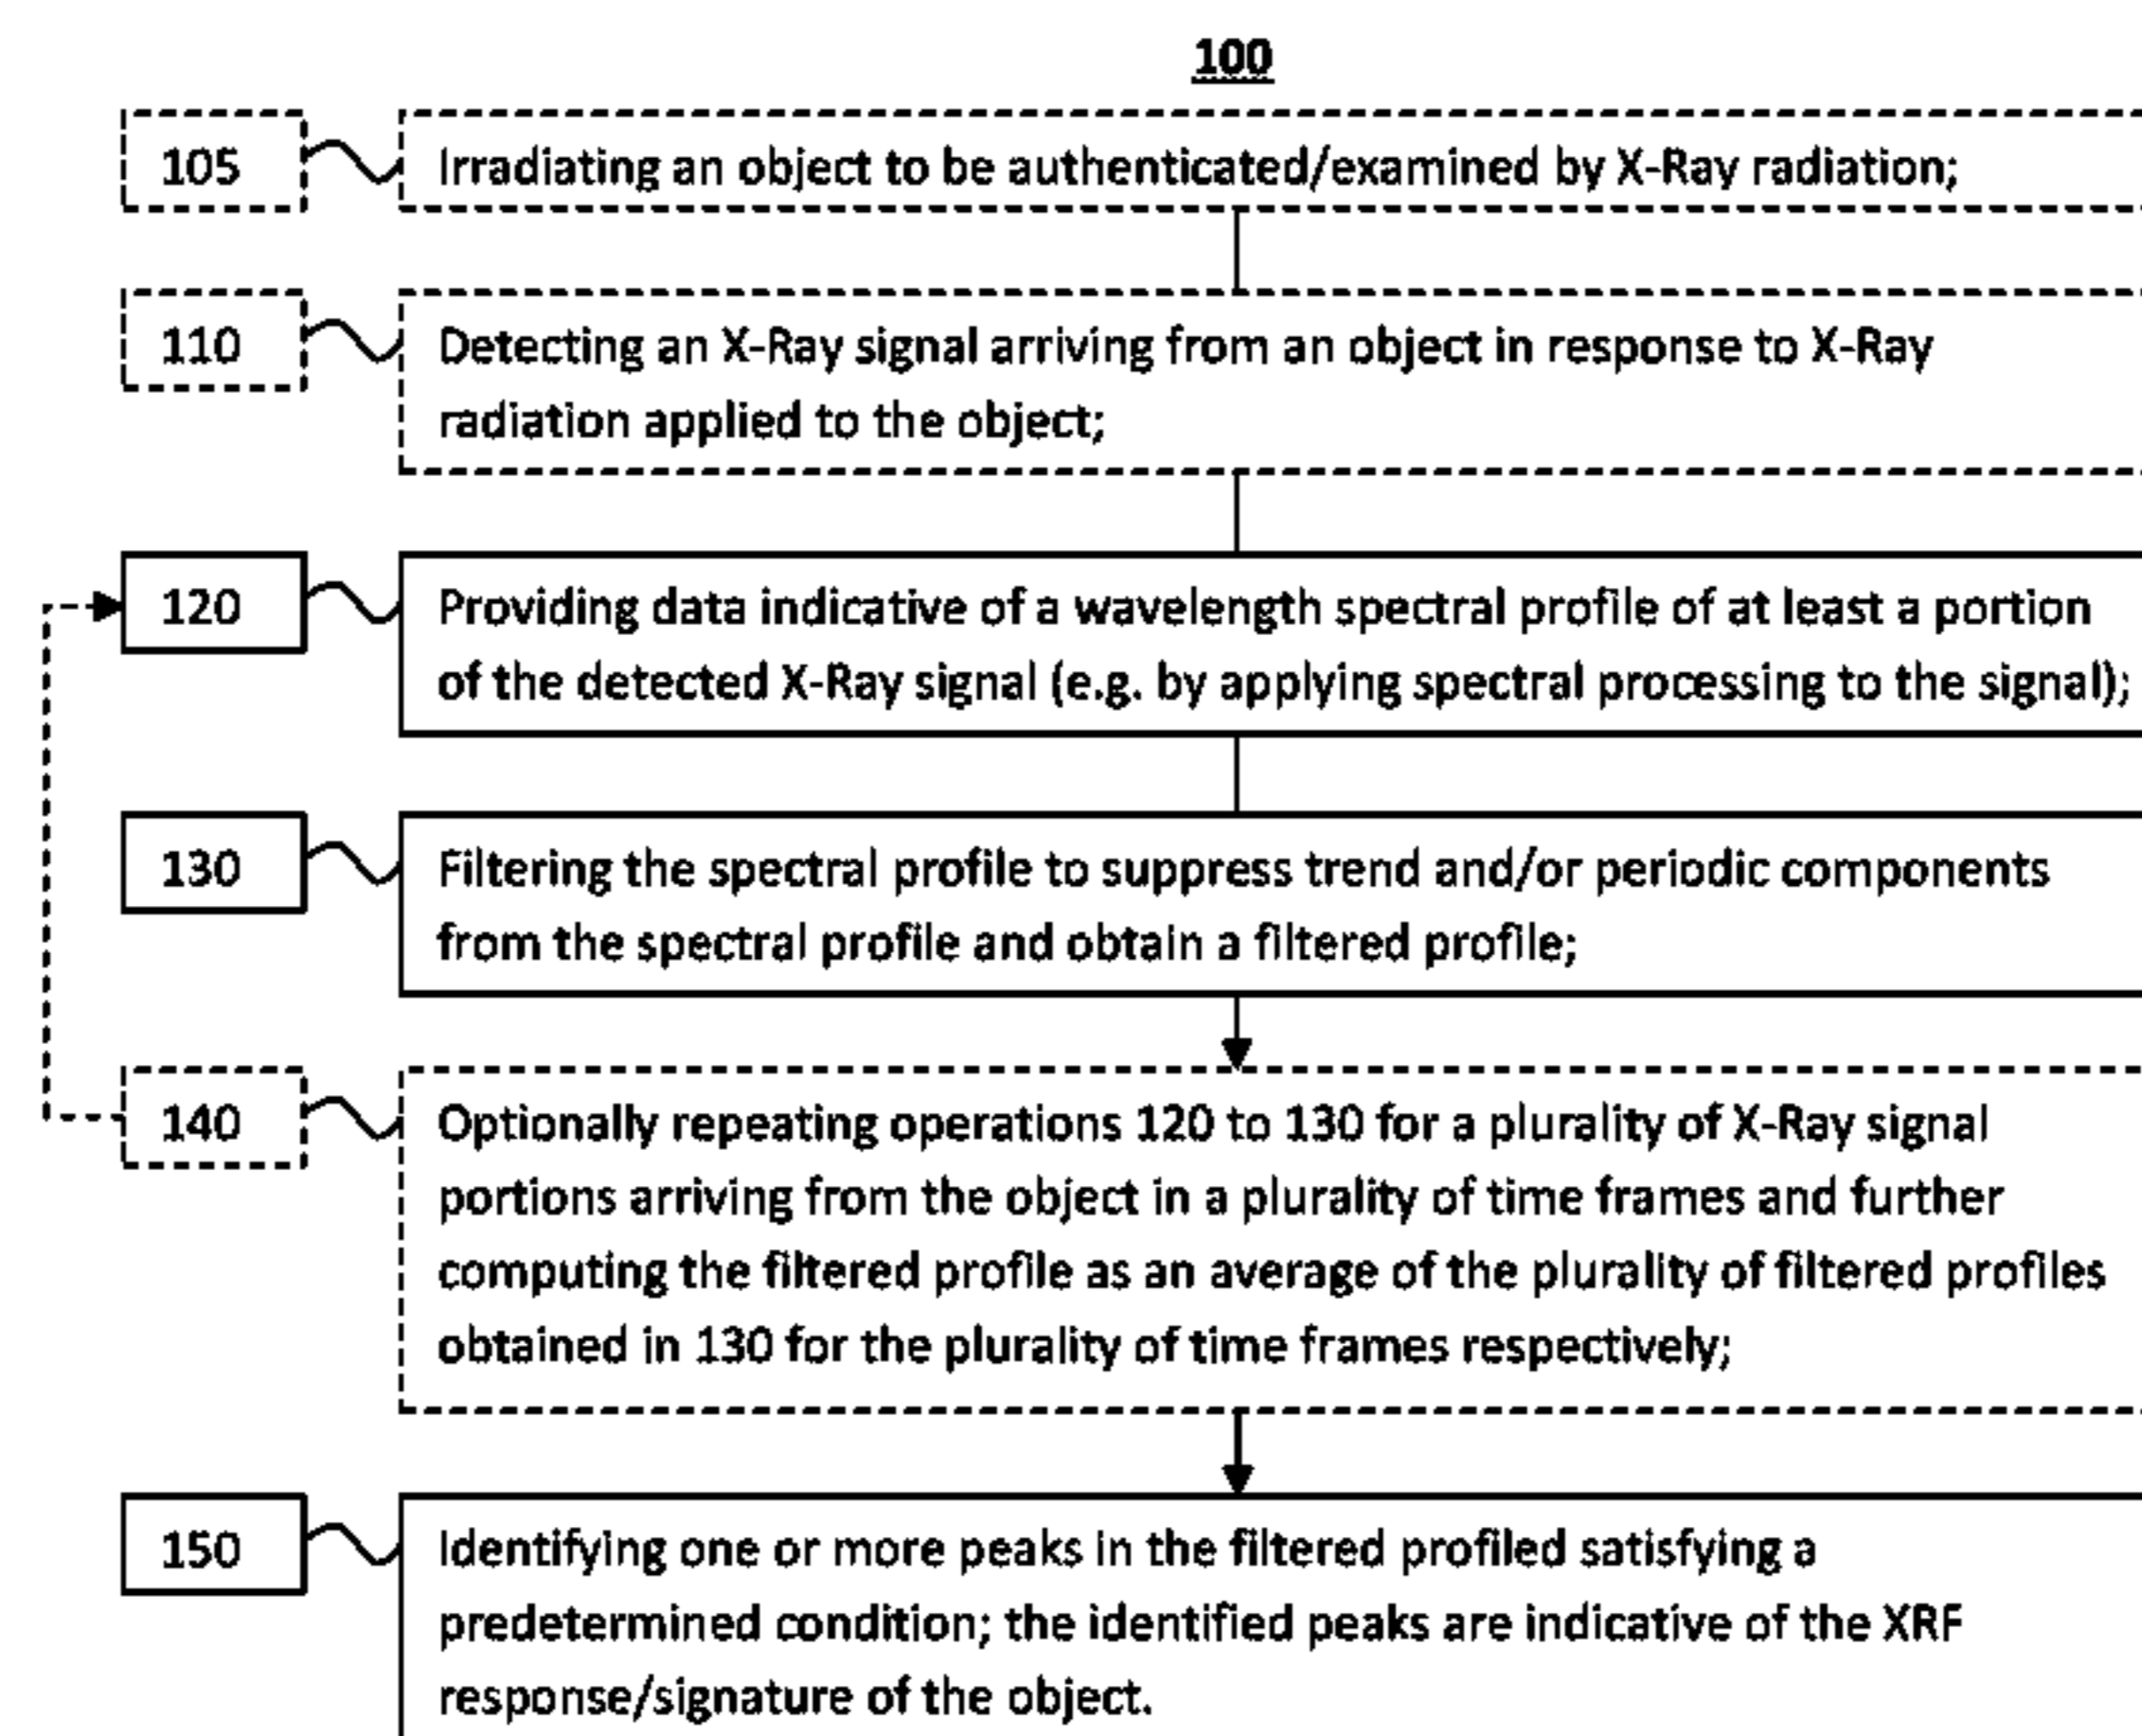 100
105
Irradiating an object to be authenticated/examined by X-Ray radiation;
110
Detecting an X-Ray signal arriving from an object in response to X-Ray
radiation applied to the object;
120
Providing data indicative of a wavelength spectral profile of at least a portion
of the detected X-Ray signal (e.g. by applying spectral processing to the signal);
130
Filtering the spectral profile to suppress trend and/or periodic components
from the spectral profile and obtain a filtered profile;
140
Optionally repeating operations 120 to 130 for a plurality of X-Ray signal
portions arriving from the object in a plurality of time frames and further
computing the filtered profile as an average of the plurality of filtered profiles
obtained in 130 for the plurality of time frames respectively;
150
Identifying one or more peaks in the filtered profiled satisfying a
predetermined condition; the identified peaks are indicative of the XRF
response/signature of the object.